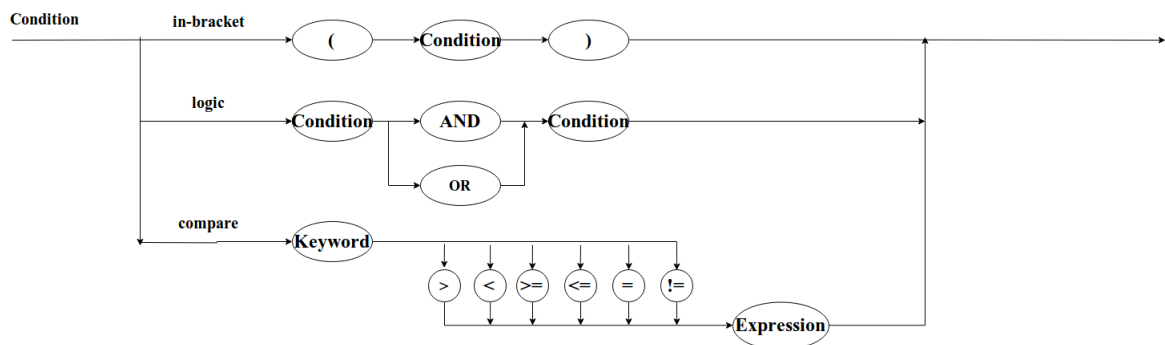 Condition
in-bracket
( Condition )
logic
Condition AND Condition
OR
compare
Keyword
> < >= <= = !=
Expression